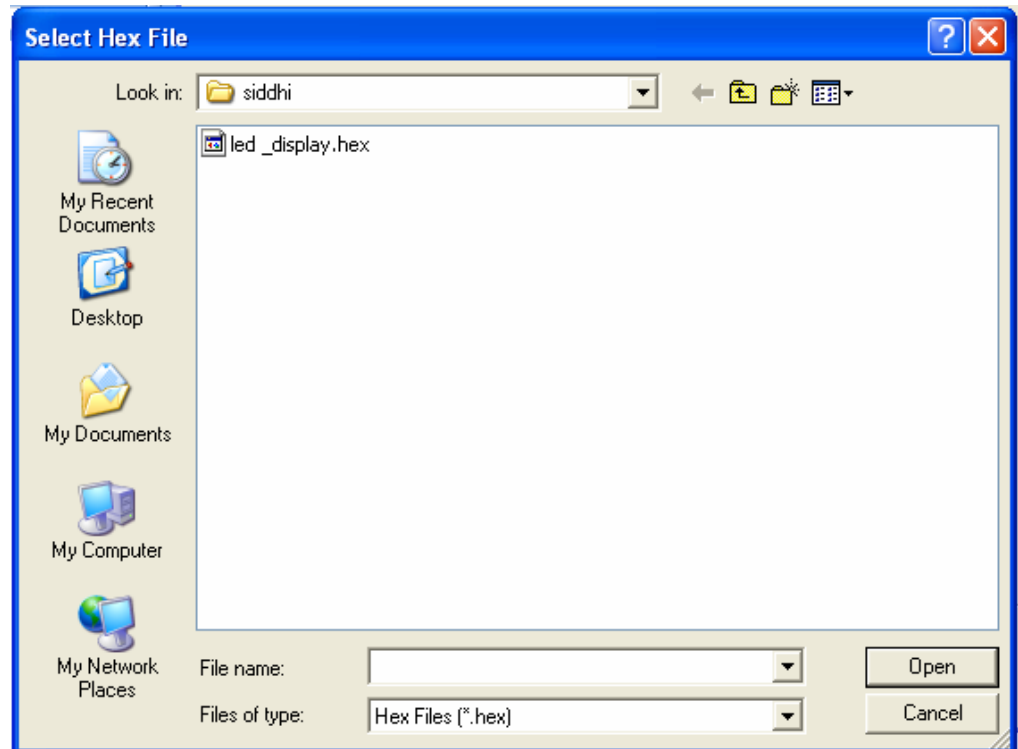 Select Hex File
Look in:
siddhi
led _display.hex
My Recent
Documents
Desktop
My Documents
My Computer
My Network
Places
File name:
Open
Files of type:
Hex Files (*.hex)
Cancel